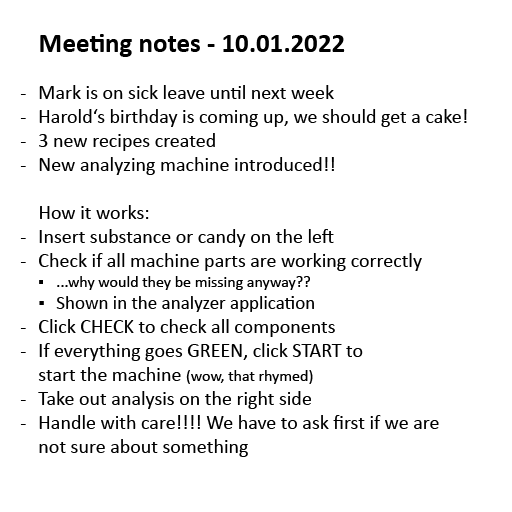 Meeting notes - 10.01.2022
- Mark is on sick leave until next week
- Harold‘s birthday is coming up, we should get a cake!
- 3 new recipes created
- New analyzing machine introduced!!
How it works:
- Insert substance or candy on the left
- Check if all machine parts are working correctly
▪ ...why would they be missing anyway??
▪ Shown in the analyzer application
- Click CHECK to check all components
- If everything goes GREEN, click START to
start the machine (wow, that rhymed)
- Take out analysis on the right side
- Handle with care!!!! We have to ask first if we are
not sure about something